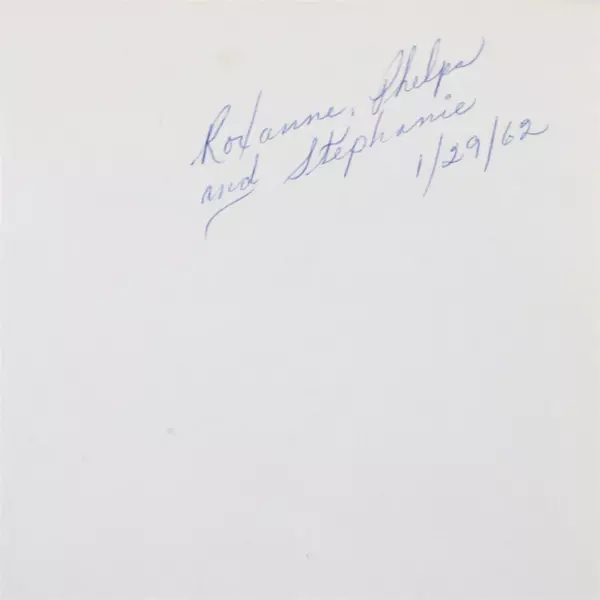 Roxanne, Phelps
and Stephanie
1/29/62